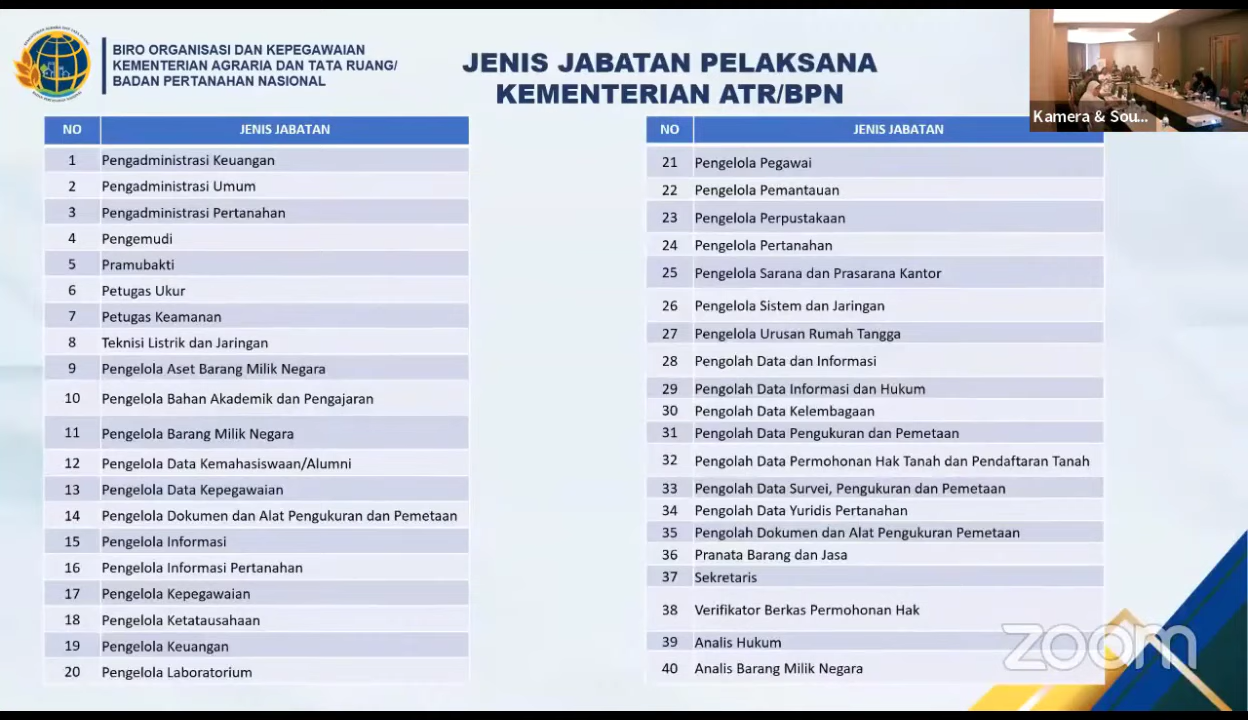 BIRO ORGANISASI DAN KEPEGAWAIAN
KEMENTERIAN AGRARIA DAN TATA RUANG/
BADAN PERTANAHAN NASIONAL
JENIS JABATAN PELAKSANA
KEMENTERIAN ATR/BPN
Kamera & Sou...
NO JENIS JABATAN
1 Pengadministrasi Keuangan
2 Pengadministrasi Umum
3 Pengadministrasi Pertanahan
4 Pengemudi
5 Pramubakti
6 Petugas Ukur
7 Petugas Keamanan
8 Teknisi Listrik dan Jaringan
9 Pengelola Aset Barang Milik Negara
10 Pengelola Bahan Akademik dan Pengajaran
11 Pengelola Barang Milik Negara
12 Pengelola Data Kemahasiswaan/Alumni
13 Pengelola Data Kepegawaian
14 Pengelola Dokumen dan Alat Pengukuran dan Pemetaan
15 Pengelola Informasi
16 Pengelola Informasi Pertanahan
17 Pengelola Kepegawaian
18 Pengelola Ketatausahaan
19 Pengelola Keuangan
20 Pengelola Laboratorium
NO JENIS JABATAN
21 Pengelola Pegawai
22 Pengelola Pemantauan
23 Pengelola Perpustakaan
24 Pengelola Pertanahan
25 Pengelola Sarana dan Prasarana Kantor
26 Pengelola Sistem dan Jaringan
27 Pengelola Urusan Rumah Tangga
28 Pengolah Data dan Informasi
29 Pengolah Data Informasi dan Hukum
30 Pengolah Data Kelembagaan
31 Pengolah Data Pengukuran dan Pemetaan
32 Pengolah Data Permohonan Hak Tanah dan Pendaftaran Tanah
33 Pengolah Data Survei, Pengukuran dan Pemetaan
34 Pengolah Data Yuridis Pertanahan
35 Pengolah Dokumen dan Alat Pengukuran Pemetaan
36 Pranata Barang dan Jasa
37 Sekretaris
38 Verifikator Berkas Permohonan Hak
39 Analis Hukum
40 Analis Barang Milik Negara
zoom